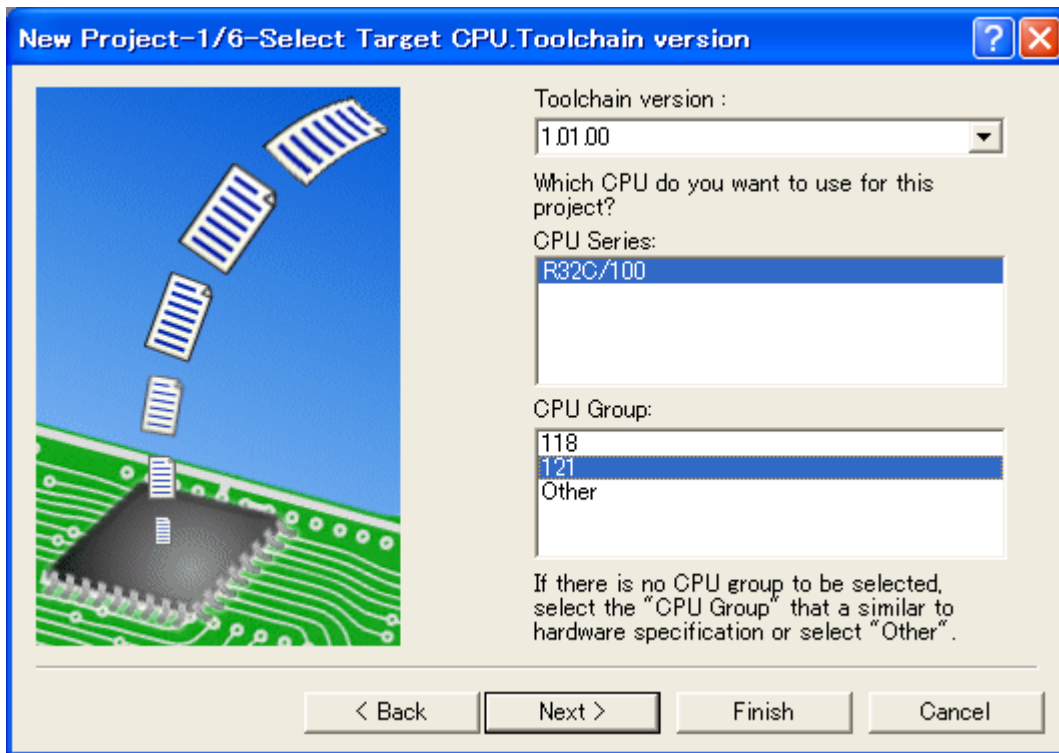 New Project-1/6-Select Target CPU.Toolchain version
Toolchain version :
1.01.00
Which CPU do you want to use for this
project?
CPU Series:
R32C/100
CPU Group:
118
121
Other
If there is no CPU group to be selected,
select the "CPU Group" that a similar to
hardware specification or select "Other".
< Back
Next >
Finish
Cancel